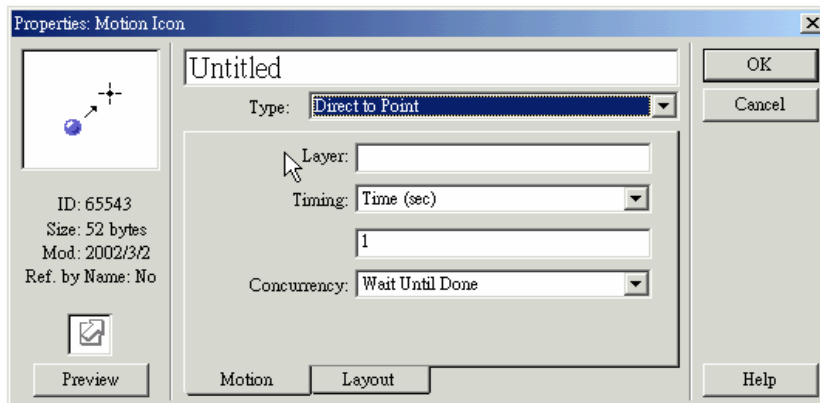 Properties: Motion Icon
Untitled
Type: Direct to Point
Layer:
Timing: Time (sec)
1
Concurrency: Wait Until Done
Motion
Layout
ID: 65543
Size: 52 bytes
Mod: 2002/3/2
Ref. by Name: No
Preview
OK
Cancel
Help